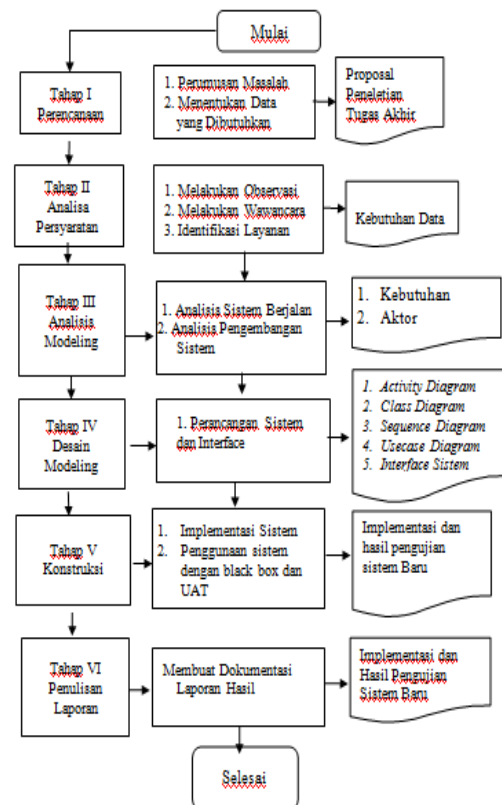 Mulai
Tahap I
Perencanaan
1. Perumusan Masalah
2. Menentukan Data
yang Dibutuhkan
Proposal
Peneletian
Tugas Akhir
Tahap II
Analisa
Persyaratan
1. Melakukan Observasi
2. Melakukan Wawancara
3. Identifikasi Layanan
Kebutuhan Data
Tahap III
Analisis
Modeling
1. Analisis Sistem Berjalan
2. Analisis Pengembangan
Sistem
1. Kebutuhan
2. Aktor
Tahap IV
Desain
Modeling
1. Perancangan Sistem
dan Interface
1. Activity Diagram
2. Class Diagram
3. Sequence Diagram
4. Usecase Diagram
5. Interface Sistem
Tahap V
Konstruksi
1. Implementasi Sistem
2. Penggunaan sistem
dengan black box dan
UAT
Implementasi dan
hasil pengujian
sistem Baru
Tahap VI
Penulisan
Laporan
Membuat Dokumentasi
Laporan Hasil
Implementasi dan
Hasil Pengujian
Sistem Baru
Selesai